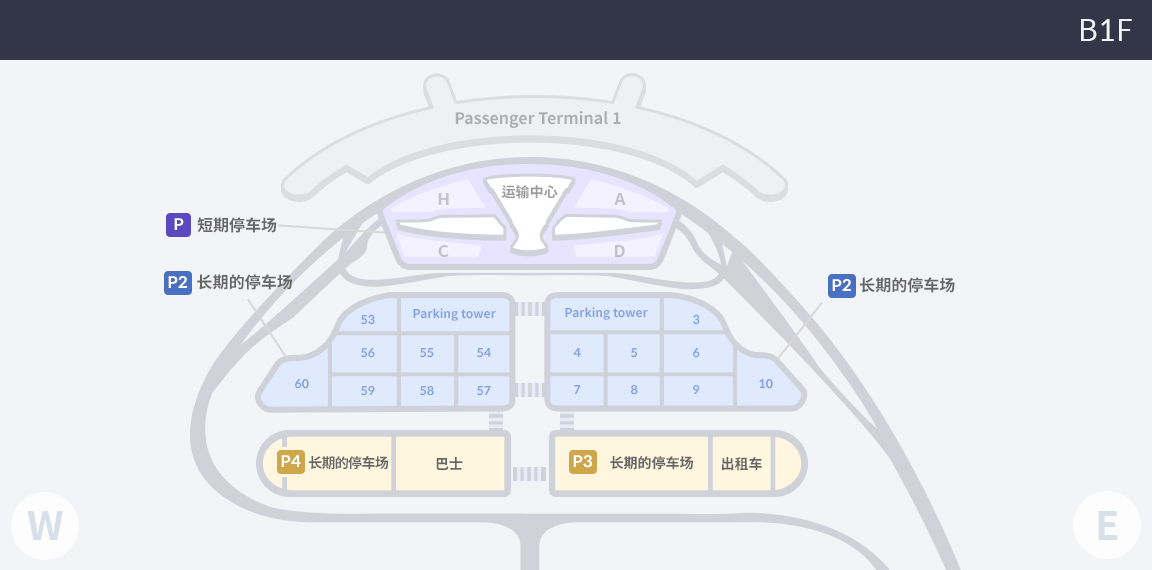 B1F
Passenger Terminal 1
运输中心
H
A
C
D
P 短期停车场
P2 长期的停车场
P2 长期的停车场
53
Parking tower
Parking tower
3
56
55
54
4
5
6
60
59
58
57
7
8
9
10
P4 长期的停车场
巴士
P3 长期的停车场
出租车
W
E